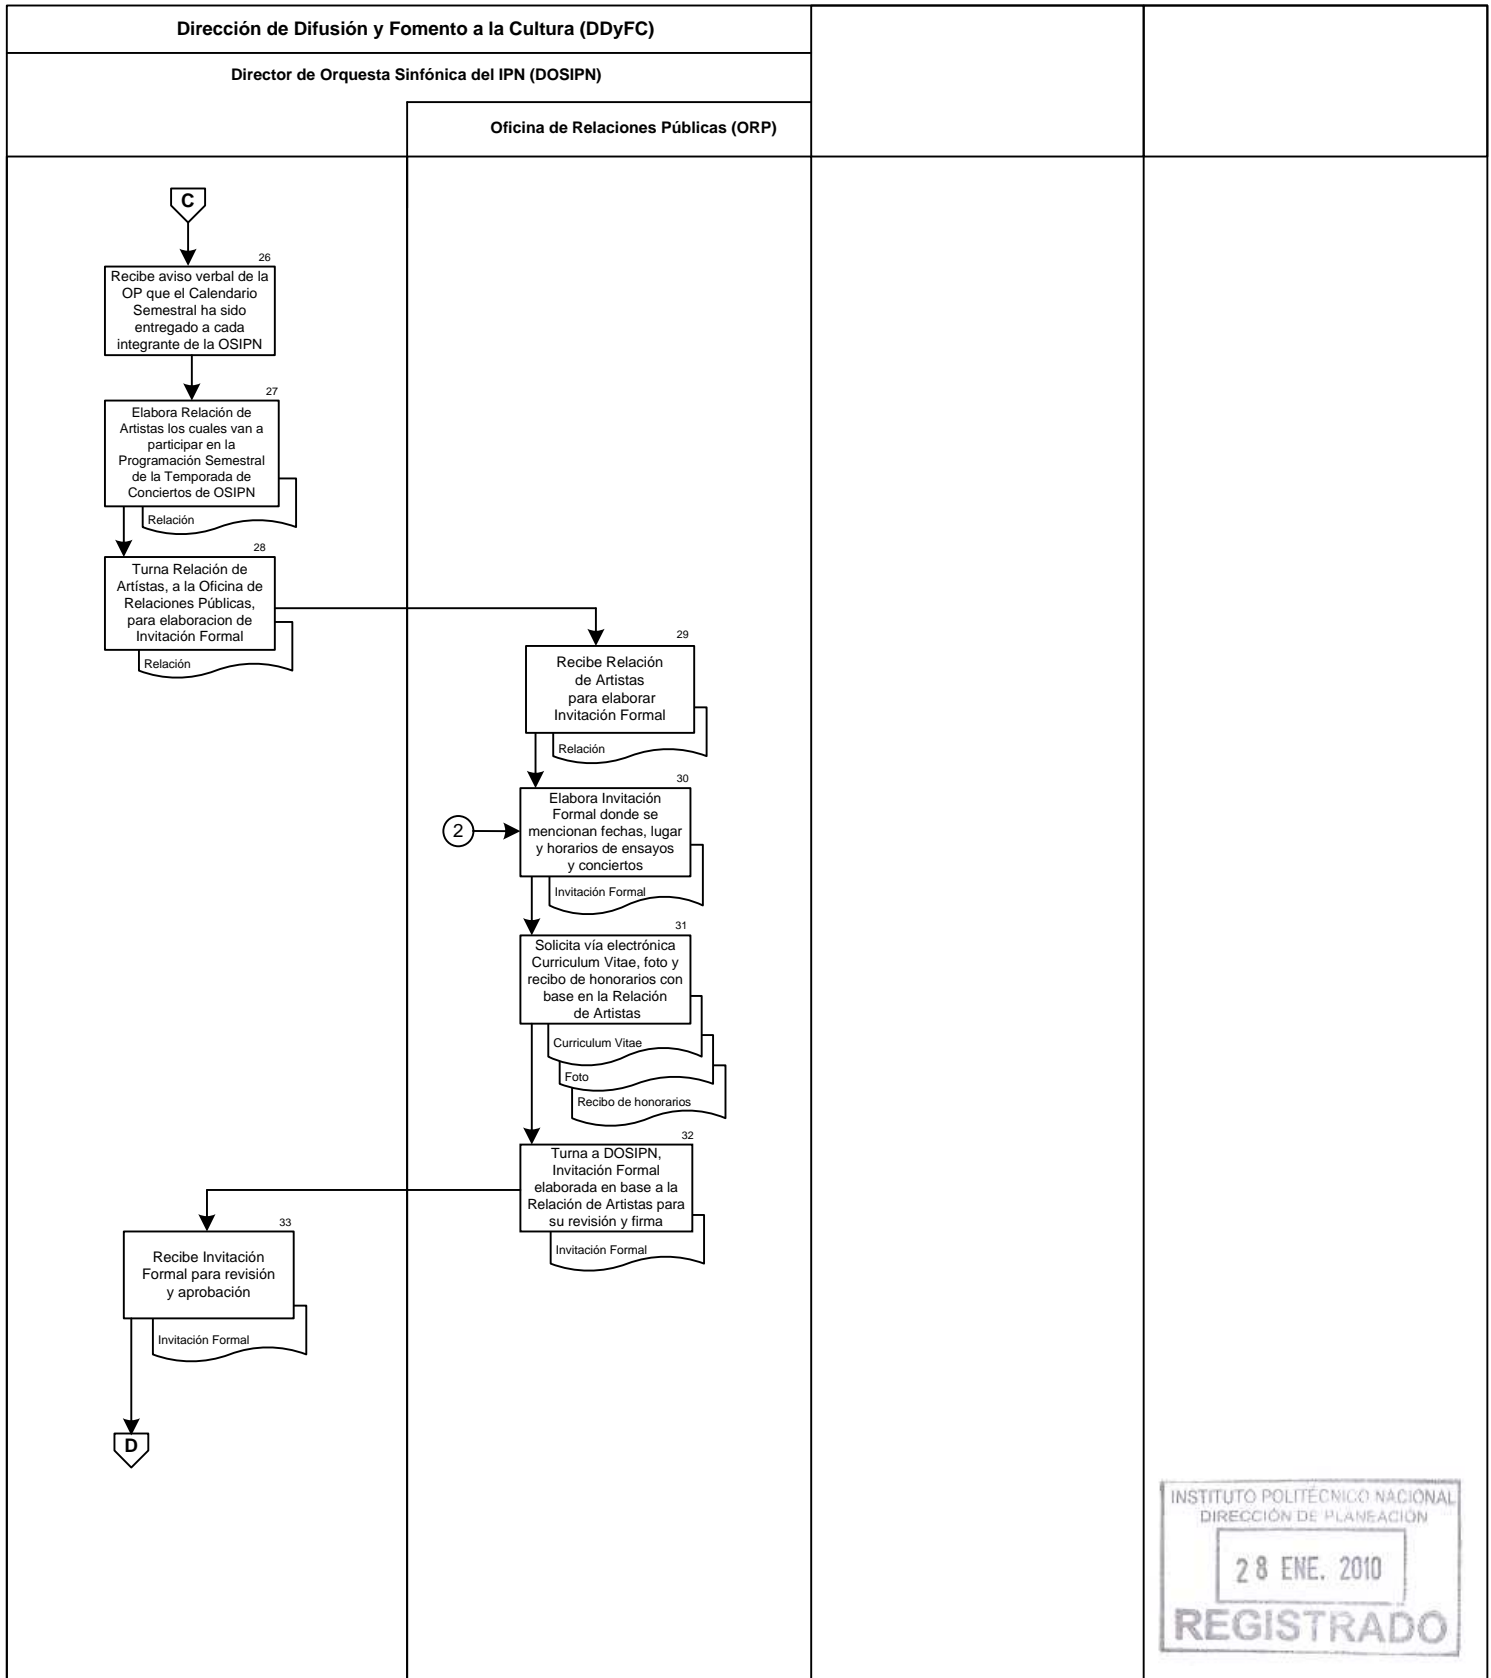 Dirección de Difusión y Fomento a la Cultura (DDyFC)
Director de Orquesta Sinfónica del IPN (DOSIPN)
Oficina de Relaciones Públicas (ORP)
C
26
Recibe aviso verbal de la
OP que el Calendario
Semestral ha sido
entregado a cada
integrante de la OSIPN
27
Elabora Relación de
Artistas los cuales van a
participar en la
Programación Semestral
de la Temporada de
Conciertos de OSIPN
Relación
28
Turna Relación de
Artístas, a la Oficina de
Relaciones Públicas,
para elaboracion de
Invitación Formal
Relación
29
Recibe Relación
de Artistas
para elaborar
Invitación Formal
Relación
30
Elabora Invitación
Formal donde se
mencionan fechas, lugar
y horarios de ensayos
y conciertos
2
Invitación Formal
31
Solicita vía electrónica
Curriculum Vitae, foto y
recibo de honorarios con
base en la Relación
de Artistas
Curriculum Vitae
Foto
Recibo de honorarios
32
Turna a DOSIPN,
Invitación Formal
elaborada en base a la
Relación de Artistas para
su revisión y firma
Invitación Formal
33
Recibe Invitación
Formal para revisión
y aprobación
Invitación Formal
D
INSTITUTO POLITÉCNICO NACIONAL
DIRECCIÓN DE PLANEACIÓN
28 ENE. 2010
REGISTRADO